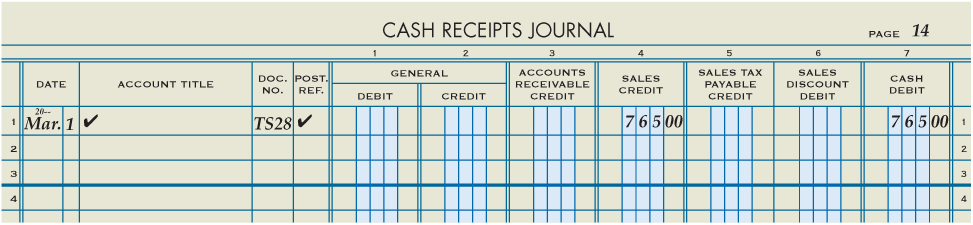 CASH RECEIPTS JOURNAL PAGE 14
1 2 3 4 5 6 7
DATE ACCOUNT TITLE DOC. NO. POST. REF. GENERAL DEBIT CREDIT ACCOUNTS RECEIVABLE CREDIT SALES CREDIT SALES TAX PAYABLE CREDIT SALES DISCOUNT DEBIT CASH DEBIT
20--
1 Mar. 1 ✔ TS28 ✔ 765 00 765 00 1
2 2
3 3
4 4